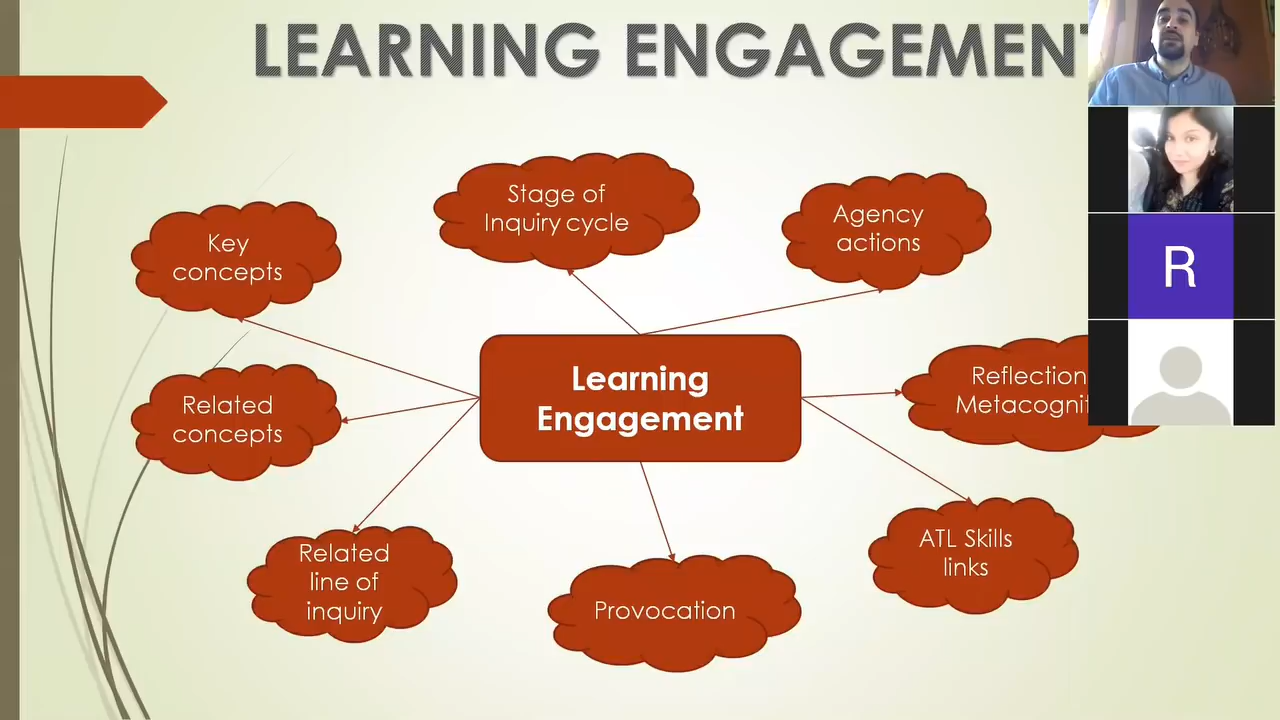 LEARNING ENGAGEMENT
Stage of
Inquiry cycle
Agency
actions
Key
concepts
Learning
Engagement
Reflection
Related
concepts
ATL Skills
links
Related
line of
inquiry
Provocation
R